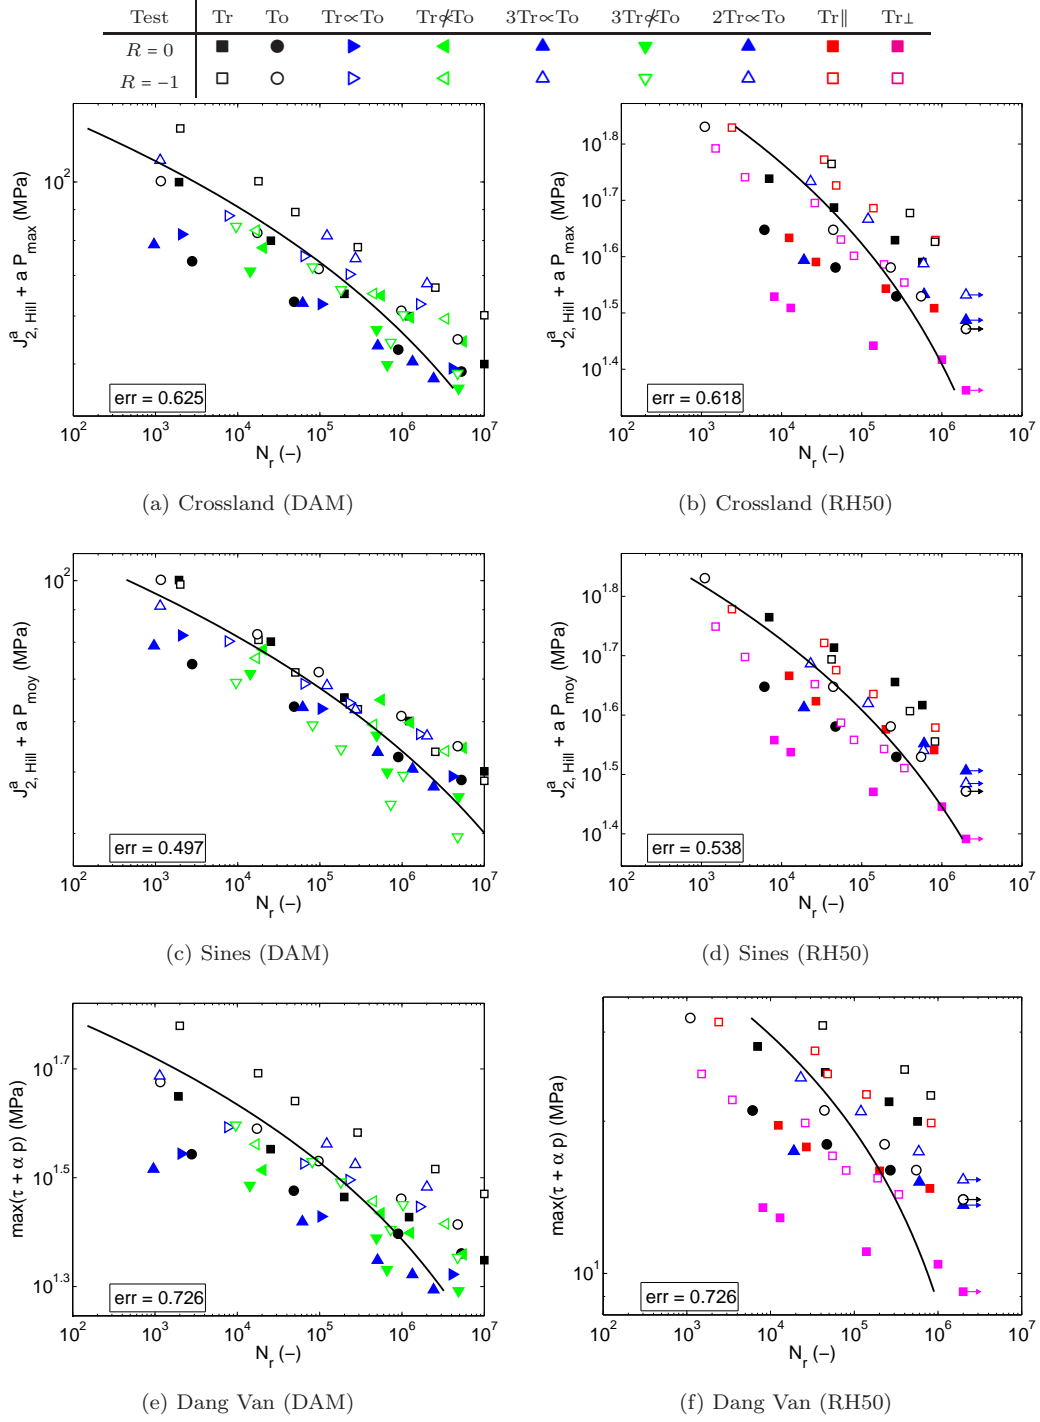 Test Tr To Tr∝To Tr∝̸To 3Tr∝To 3Tr∝̸To 2Tr∝To Tr∥ Tr⊥
R = 0
R = −1
10^2
J^a_{2, Hill} + a P_max (MPa)
err = 0.625
10^2 10^3 10^4 10^5 10^6 10^7
N_r (−)
(a) Crossland (DAM)
10^1.8
10^1.7
10^1.6
10^1.5
10^1.4
J^a_{2, Hill} + a P_max (MPa)
err = 0.618
10^2 10^3 10^4 10^5 10^6 10^7
N_r (−)
(b) Crossland (RH50)
10^2
J^a_{2, Hill} + a P_moy (MPa)
err = 0.497
10^2 10^3 10^4 10^5 10^6 10^7
N_r (−)
(c) Sines (DAM)
10^1.8
10^1.7
10^1.6
10^1.5
10^1.4
J^a_{2, Hill} + a P_moy (MPa)
err = 0.538
10^2 10^3 10^4 10^5 10^6 10^7
N_r (−)
(d) Sines (RH50)
10^1.7
10^1.5
10^1.3
max(τ + α p) (MPa)
err = 0.726
10^2 10^3 10^4 10^5 10^6 10^7
N_r (−)
(e) Dang Van (DAM)
10^1
max(τ + α p) (MPa)
err = 0.726
10^2 10^3 10^4 10^5 10^6 10^7
N_r (−)
(f) Dang Van (RH50)